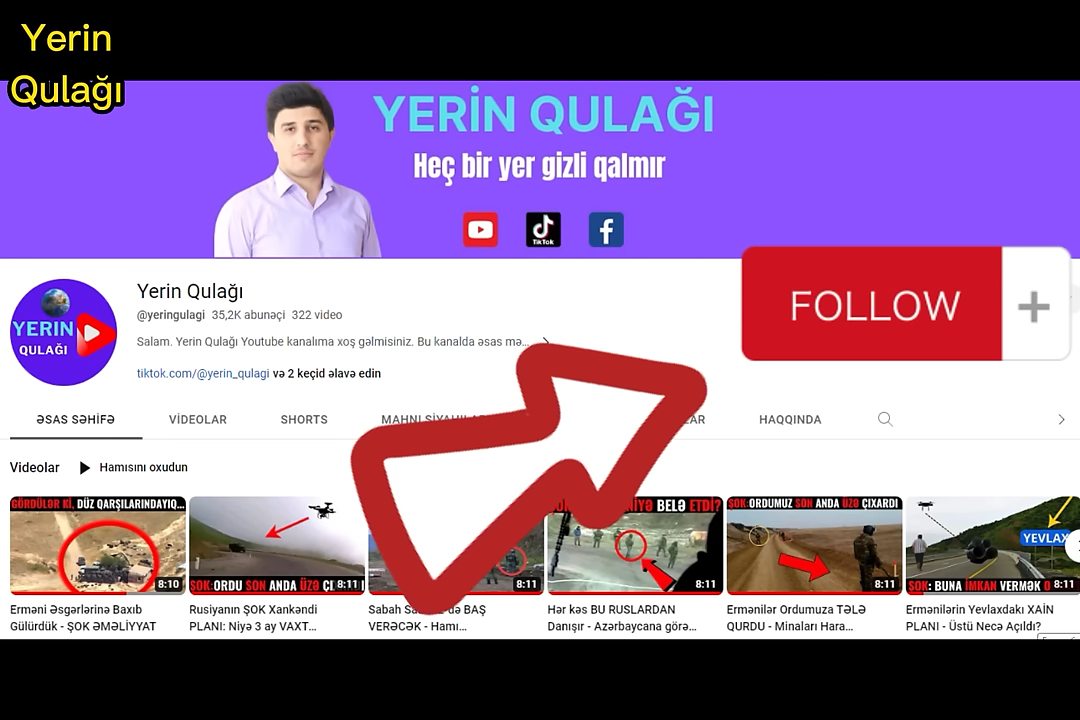 Yerin
Qulağı
YERİN QULAĞI
Heç bir yer gizli qalmır
TikTok
YERIN
QULAĞI
Yerin Qulağı
@yeringulagi 35,2K abunəçi 322 video
Salam. Yerin Qulağı Youtube kanalıma xoş gəlmisiniz. Bu kanalda əsas mə...
tiktok.com/@yerin_qulagi və 2 keçid əlavə edin
FOLLOW +
ƏSAS SƏHİFƏ VİDEOLAR SHORTS MAHNI HAQQINDA
Videolar Hamısını oxudun
GÖRDÜLƏR Kİ, DÜZ QARŞILARINDAYIQ...
8:10
ŞOK: ORDU SON ANDA ÜZƏ
8:11
8:11
BELƏ ETDİ?
8:11
ŞOK: ORDUMUZ SON ANDA ÜZƏ ÇIXARDI
8:11
YEVLAX
ŞOK: BUNA İMKAN VERMƏK O
8:11
Erməni Əsgərlərinə Baxıb
Gülürdük - ŞOK ƏMƏLİYYAT
Rusiyanın ŞOK Xankəndi
PLANI: Niyə 3 ay VAXT...
Sabah BAŞ
VERƏCƏK - Hamı...
Hər kəs BU RUSLARDAN
Danışır - Azərbaycana görə...
Ermənilər Ordumuza TƏLƏ
QURDU - Minaları Hara...
Ermənilərin Yevlaxdakı XAİN
PLANI - Üstü Necə Açıldı?